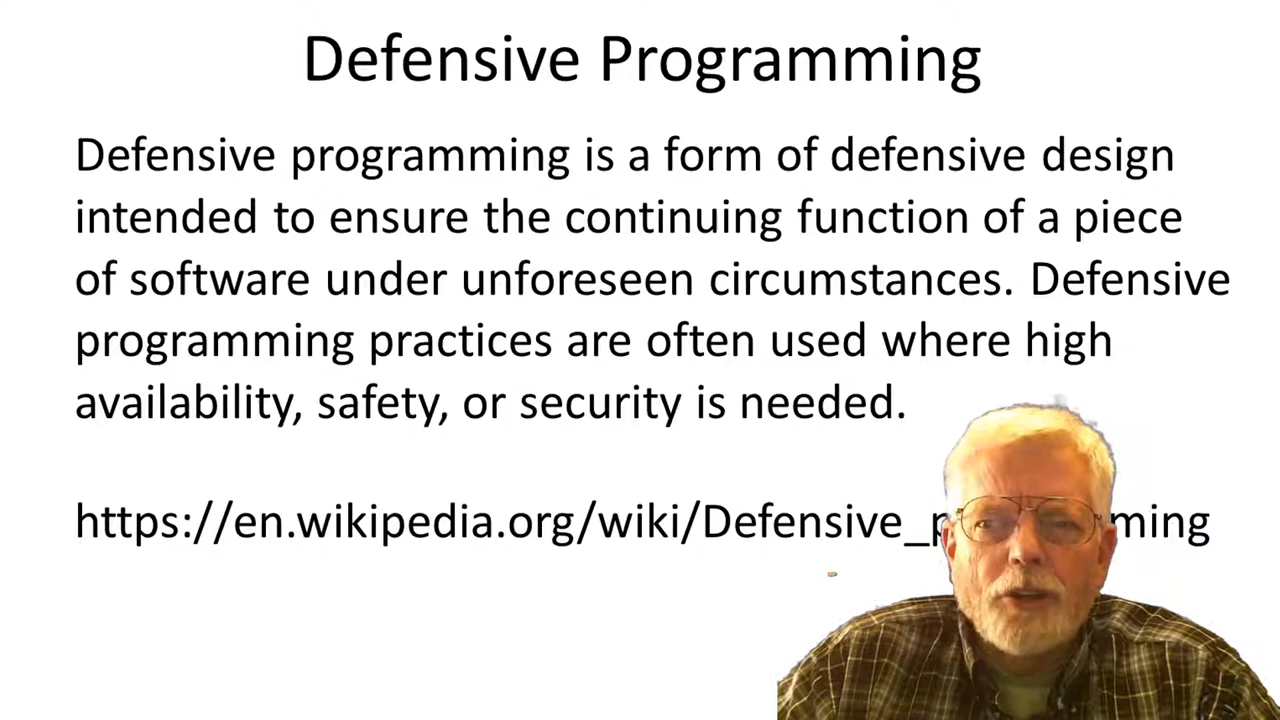 Defensive Programming
Defensive programming is a form of defensive design
intended to ensure the continuing function of a piece
of software under unforeseen circumstances. Defensive
programming practices are often used where high
availability, safety, or security is needed.
https://en.wikipedia.org/wiki/Defensive_p ming